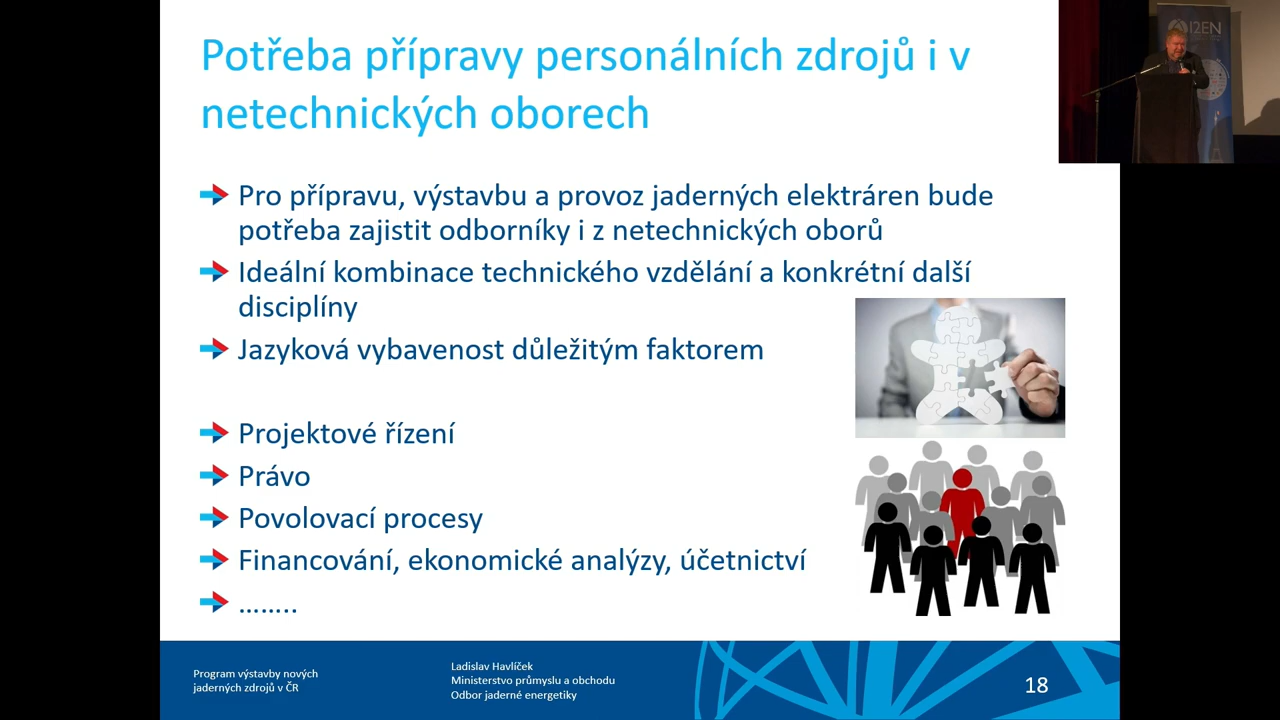 Potřeba přípravy personálních zdrojů i v
netechnických oborech
Pro přípravu, výstavbu a provoz jaderných elektráren bude
potřeba zajistit odborníky i z netechnických oborů
Ideální kombinace technického vzdělání a konkrétní další
disciplíny
Jazyková vybavenost důležitým faktorem
Projektové řízení
Právo
Povolovací procesy
Financování, ekonomické analýzy, účetnictví
……..
Program výstavby nových
jaderných zdrojů v ČR
Ladislav Havlíček
Ministerstvo průmyslu a obchodu
Odbor jaderné energetiky
18
I2EN